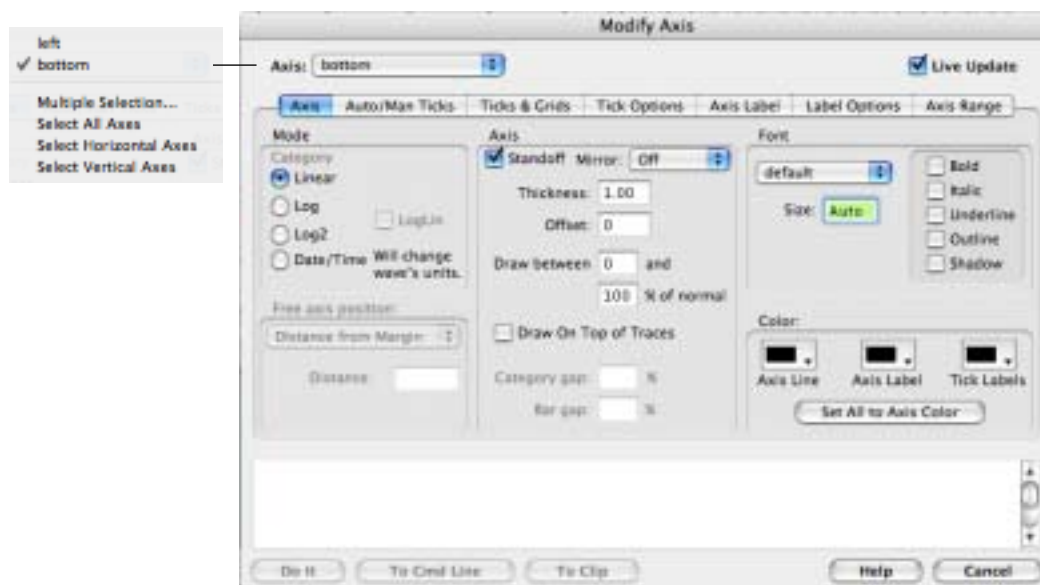 left
✓ bottom
Multiple Selection...
Select All Axes
Select Horizontal Axes
Select Vertical Axes
Modify Axis
Axis: bottom
Live Update
Axis
Auto/Man Ticks
Ticks & Grids
Tick Options
Axis Label
Label Options
Axis Range
Mode
Category
Linear
Log
Log2
LogLin
Date/Time
Will change
wave's units.
Free axis position:
Distance from Margin
Distance:
Axis
Standoff Mirror: Off
Thickness: 1.00
Offset: 0
Draw between 0 and
100 % of normal
Draw On Top of Traces
Category gap: %
Bar gap: %
Font
default
Size: Auto
Bold
Italic
Underline
Outline
Shadow
Color:
Axis Line
Axis Label
Tick Labels
Set All to Axis Color
Do It
To Cmd Line
To Clip
Help
Cancel